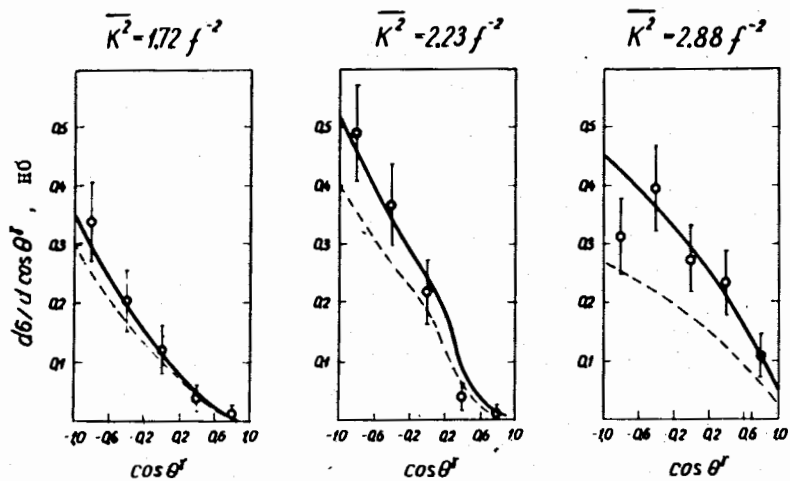 K² = 1.72 f⁻² K² = 2.23 f⁻² K² = 2.88 f⁻²
dσ/d cosθᴵ, нб
0,5 0,5 0,5
0,4 0,4 0,4
0,3 0,3 0,3
0,2 0,2 0,2
0,1 0,1 0,1
-1,0 -0,6 -0,2 0,2 0,6 1,0 -1,0 -0,6 -0,2 0,2 0,6 1,0 -1,0 -0,6 -0,2 0,2 0,6 1,0
cosθᴵ cosθᴵ cosθᴵ